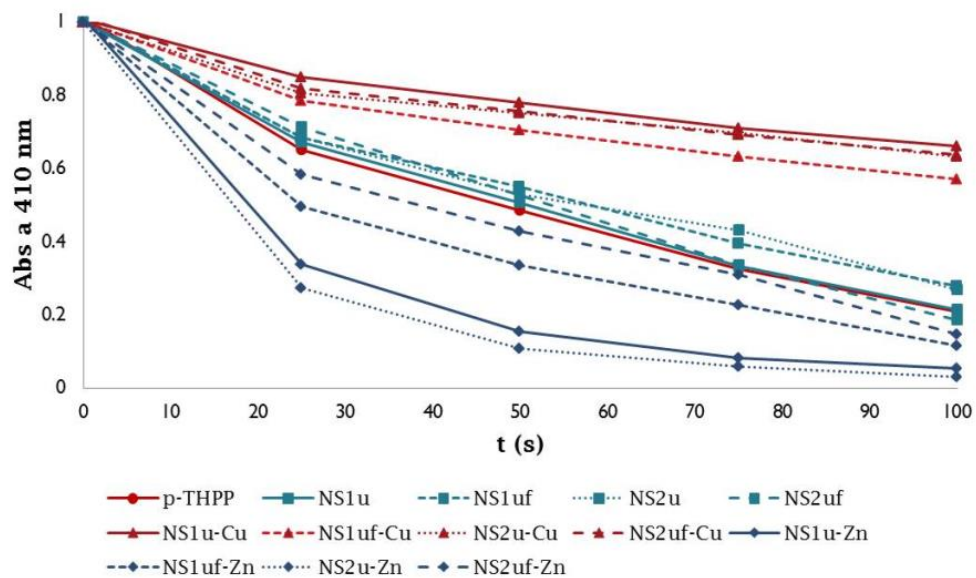 1
0.8
0.6
0.4
0.2
0
Abs a 410 nm
0 10 20 30 40 50 60 70 80 90 100
t (s)
p-THPP NS1u NS1uf NS2u NS2uf
NS1u-Cu NS1uf-Cu NS2u-Cu NS2uf-Cu NS1u-Zn
NS1uf-Zn NS2u-Zn NS2uf-Zn